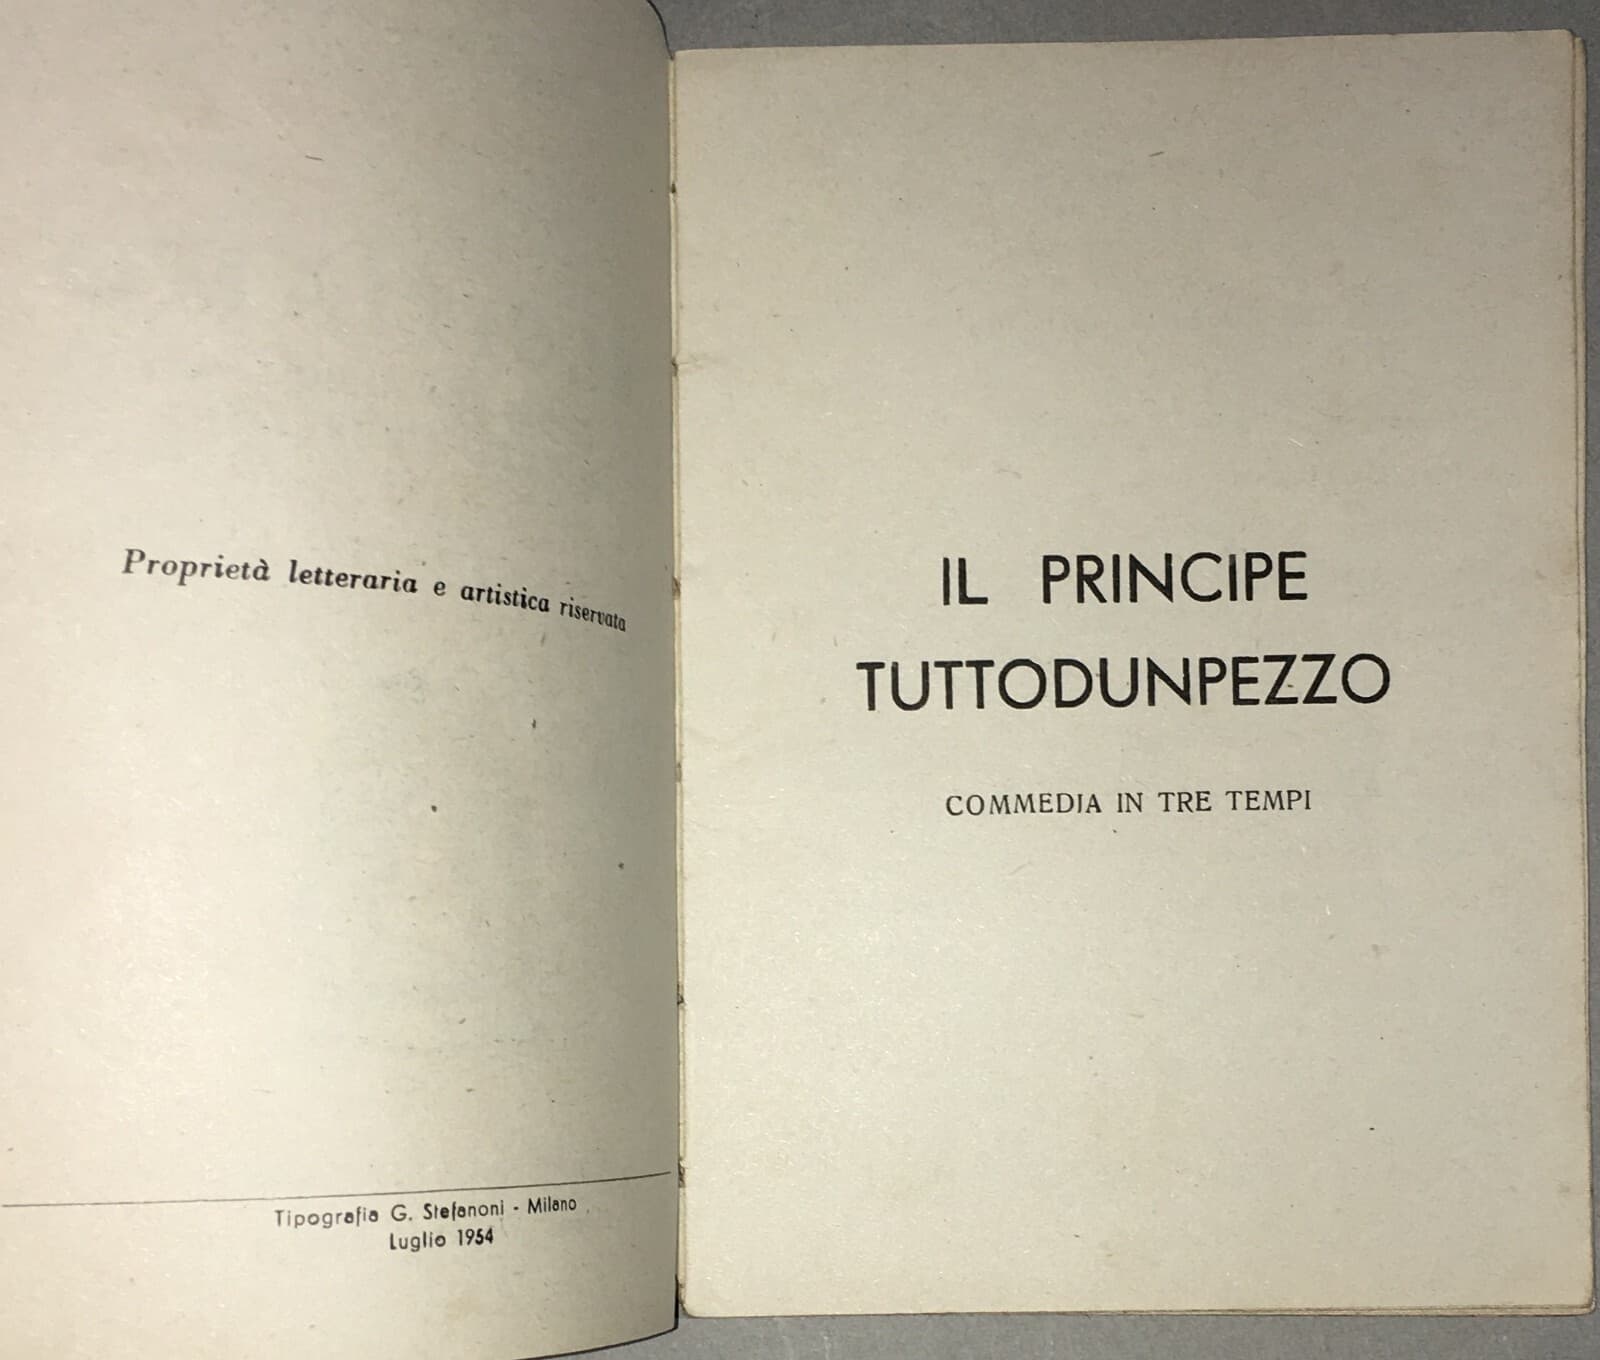 Proprietà letteraria e artistica riservata
Tipografia G. Stefanoni - Milano
Luglio 1954
IL PRINCIPE
TUTTODUNPEZZO
COMMEDIA IN TRE TEMPI